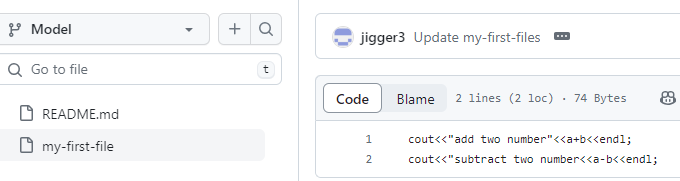 Model
Go to file
t
README.md
my-first-file
jigger3 Update my-first-files
Code Blame 2 lines (2 loc) · 74 Bytes
1 cout<<"add two number"<<a+b<<endl;
2 cout<<"subtract two number<<a-b<<endl;